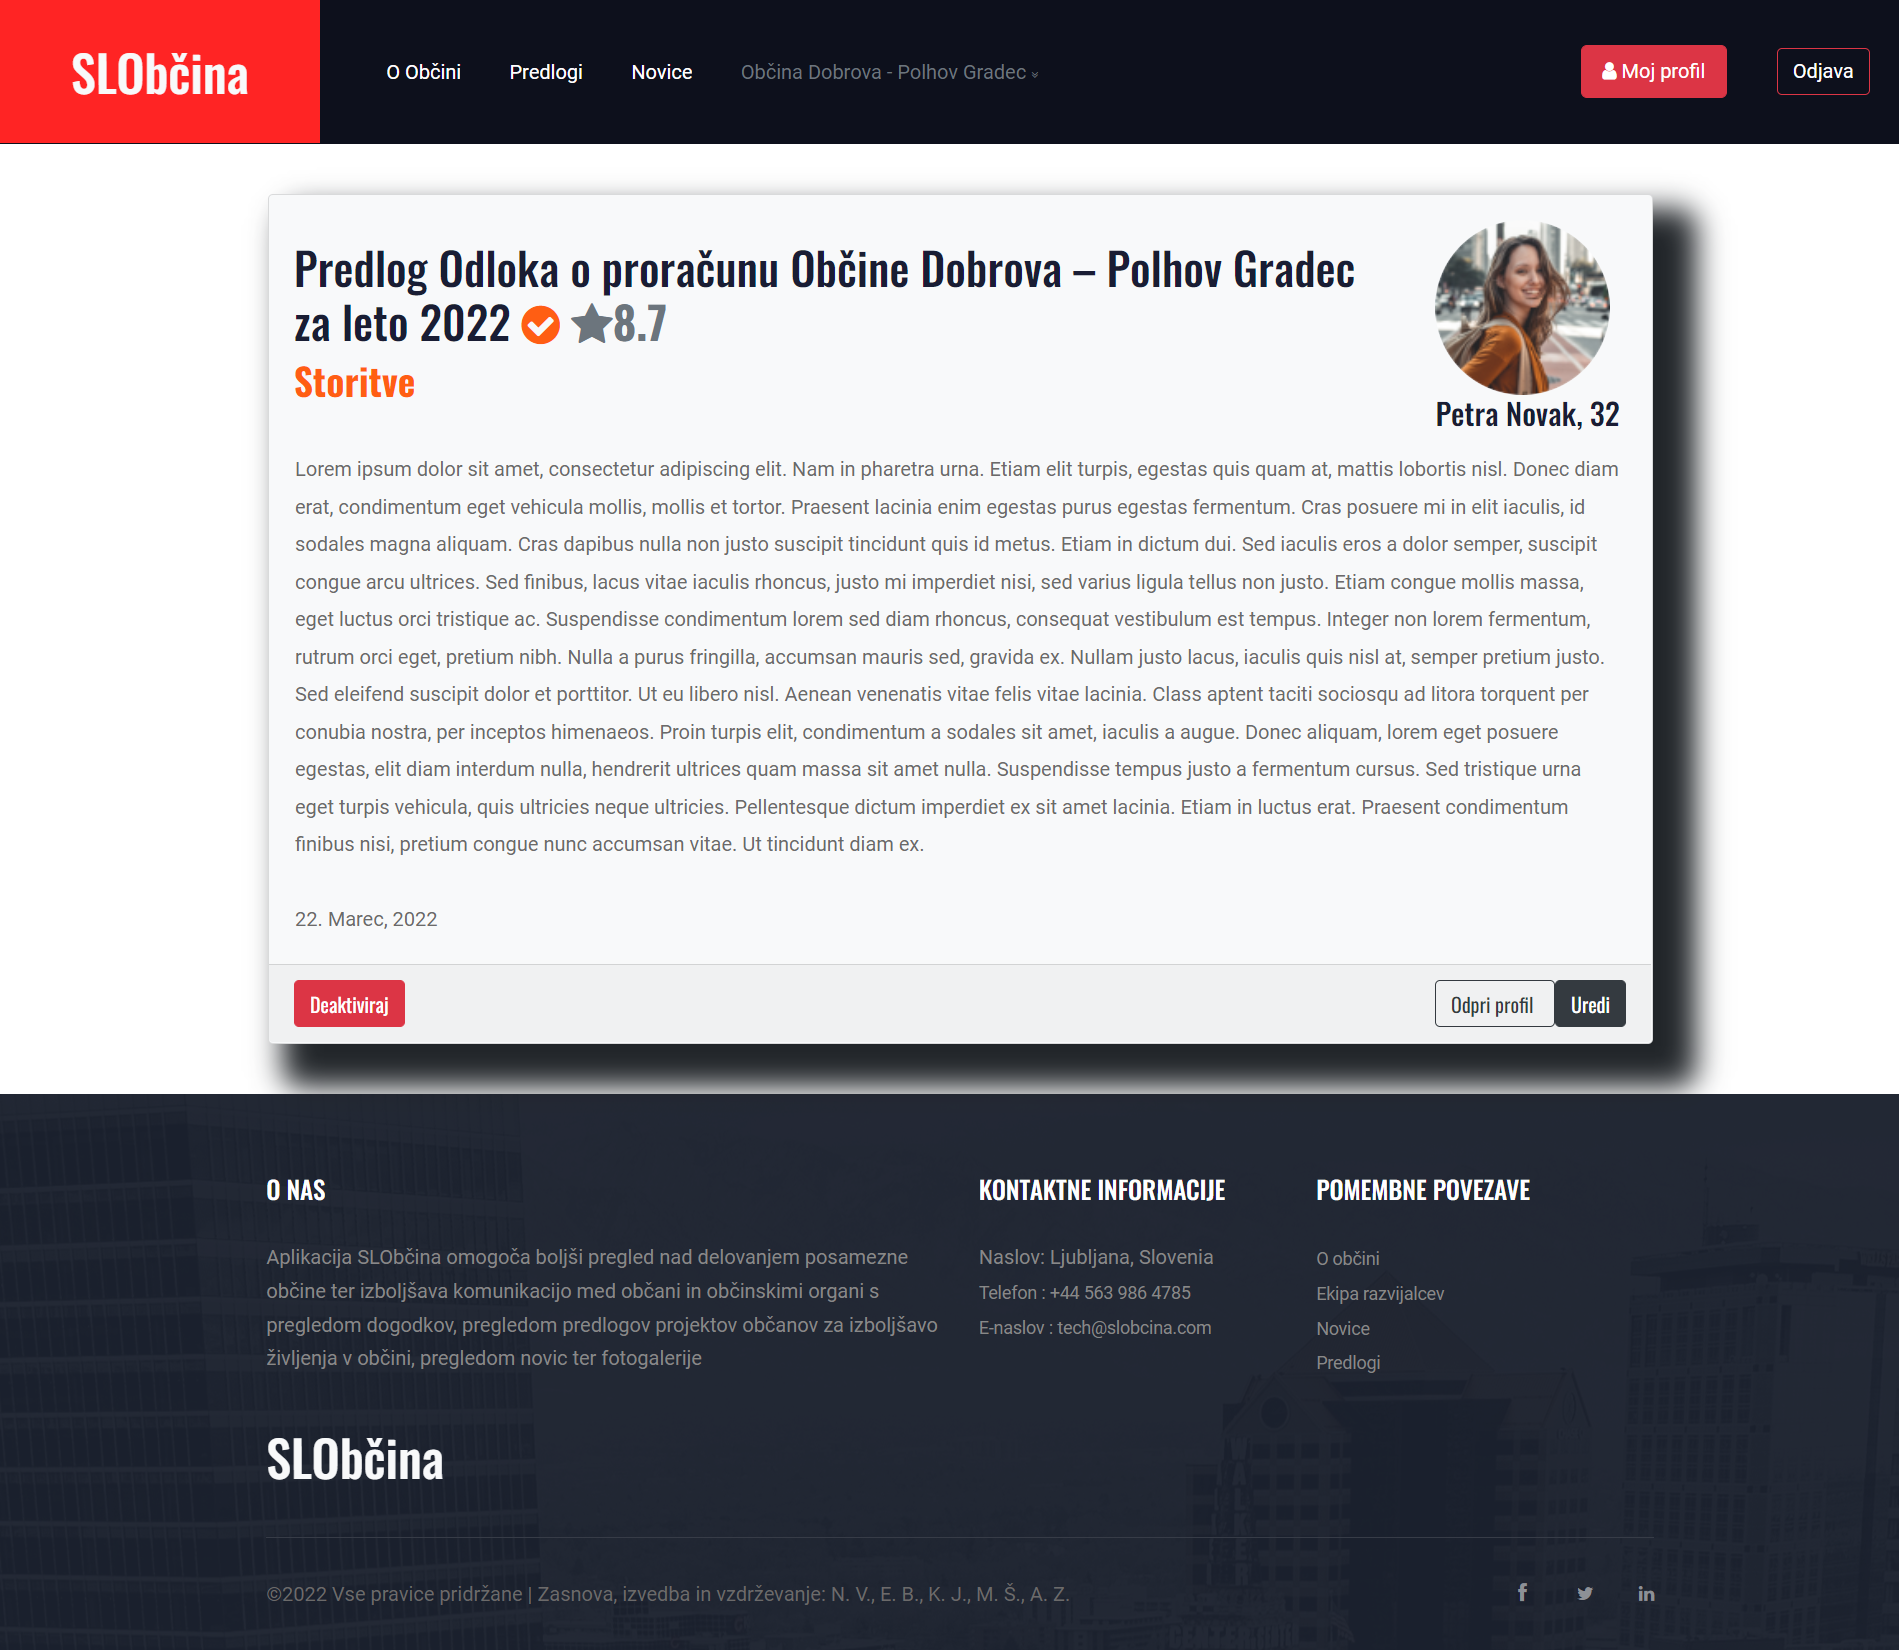 SLObčina
O Občini
Predlogi
Novice
Občina Dobrova - Polhov Gradec
Moj profil
Odjava
Predlog Odloka o proračunu Občine Dobrova – Polhov Gradec
za leto 2022 8.7
Storitve
Petra Novak, 32
Lorem ipsum dolor sit amet, consectetur adipiscing elit. Nam in pharetra urna. Etiam elit turpis, egestas quis quam at, mattis lobortis nisl. Donec diam
erat, condimentum eget vehicula mollis, mollis et tortor. Praesent lacinia enim egestas purus egestas fermentum. Cras posuere mi in elit iaculis, id
sodales magna aliquam. Cras dapibus nulla non justo suscipit tincidunt quis id metus. Etiam in dictum dui. Sed iaculis eros a dolor semper, suscipit
congue arcu ultrices. Sed finibus, lacus vitae iaculis rhoncus, justo mi imperdiet nisi, sed varius ligula tellus non justo. Etiam congue mollis massa,
eget luctus orci tristique ac. Suspendisse condimentum lorem sed diam rhoncus, consequat vestibulum est tempus. Integer non lorem fermentum,
rutrum orci eget, pretium nibh. Nulla a purus fringilla, accumsan mauris sed, gravida ex. Nullam justo lacus, iaculis quis nisl at, semper pretium justo.
Sed eleifend suscipit dolor et porttitor. Ut eu libero nisl. Aenean venenatis vitae felis vitae lacinia. Class aptent taciti sociosqu ad litora torquent per
conubia nostra, per inceptos himenaeos. Proin turpis elit, condimentum a sodales sit amet, iaculis a augue. Donec aliquam, lorem eget posuere
egestas, elit diam interdum nulla, hendrerit ultrices quam massa sit amet nulla. Suspendisse tempus justo a fermentum cursus. Sed tristique urna
eget turpis vehicula, quis ultricies neque ultricies. Pellentesque dictum imperdiet ex sit amet lacinia. Etiam in luctus erat. Praesent condimentum
finibus nisi, pretium congue nunc accumsan vitae. Ut tincidunt diam ex.
22. Marec, 2022
Deaktiviraj
Odpri profil
Uredi
O NAS
Aplikacija SLObčina omogoča boljši pregled nad delovanjem posamezne
občine ter izboljšava komunikacijo med občani in občinskimi organi s
pregledom dogodkov, pregledom predlogov projektov občanov za izboljšavo
življenja v občini, pregledom novic ter fotogalerije
SLObčina
KONTAKTNE INFORMACIJE
Naslov: Ljubljana, Slovenia
Telefon : +44 563 986 4785
E-naslov : tech@slobcina.com
POMEMBNE POVEZAVE
O občini
Ekipa razvijalcev
Novice
Predlogi
©2022 Vse pravice pridržane | Zasnova, izvedba in vzdrževanje: N. V., E. B., K. J., M. Š., A. Z.